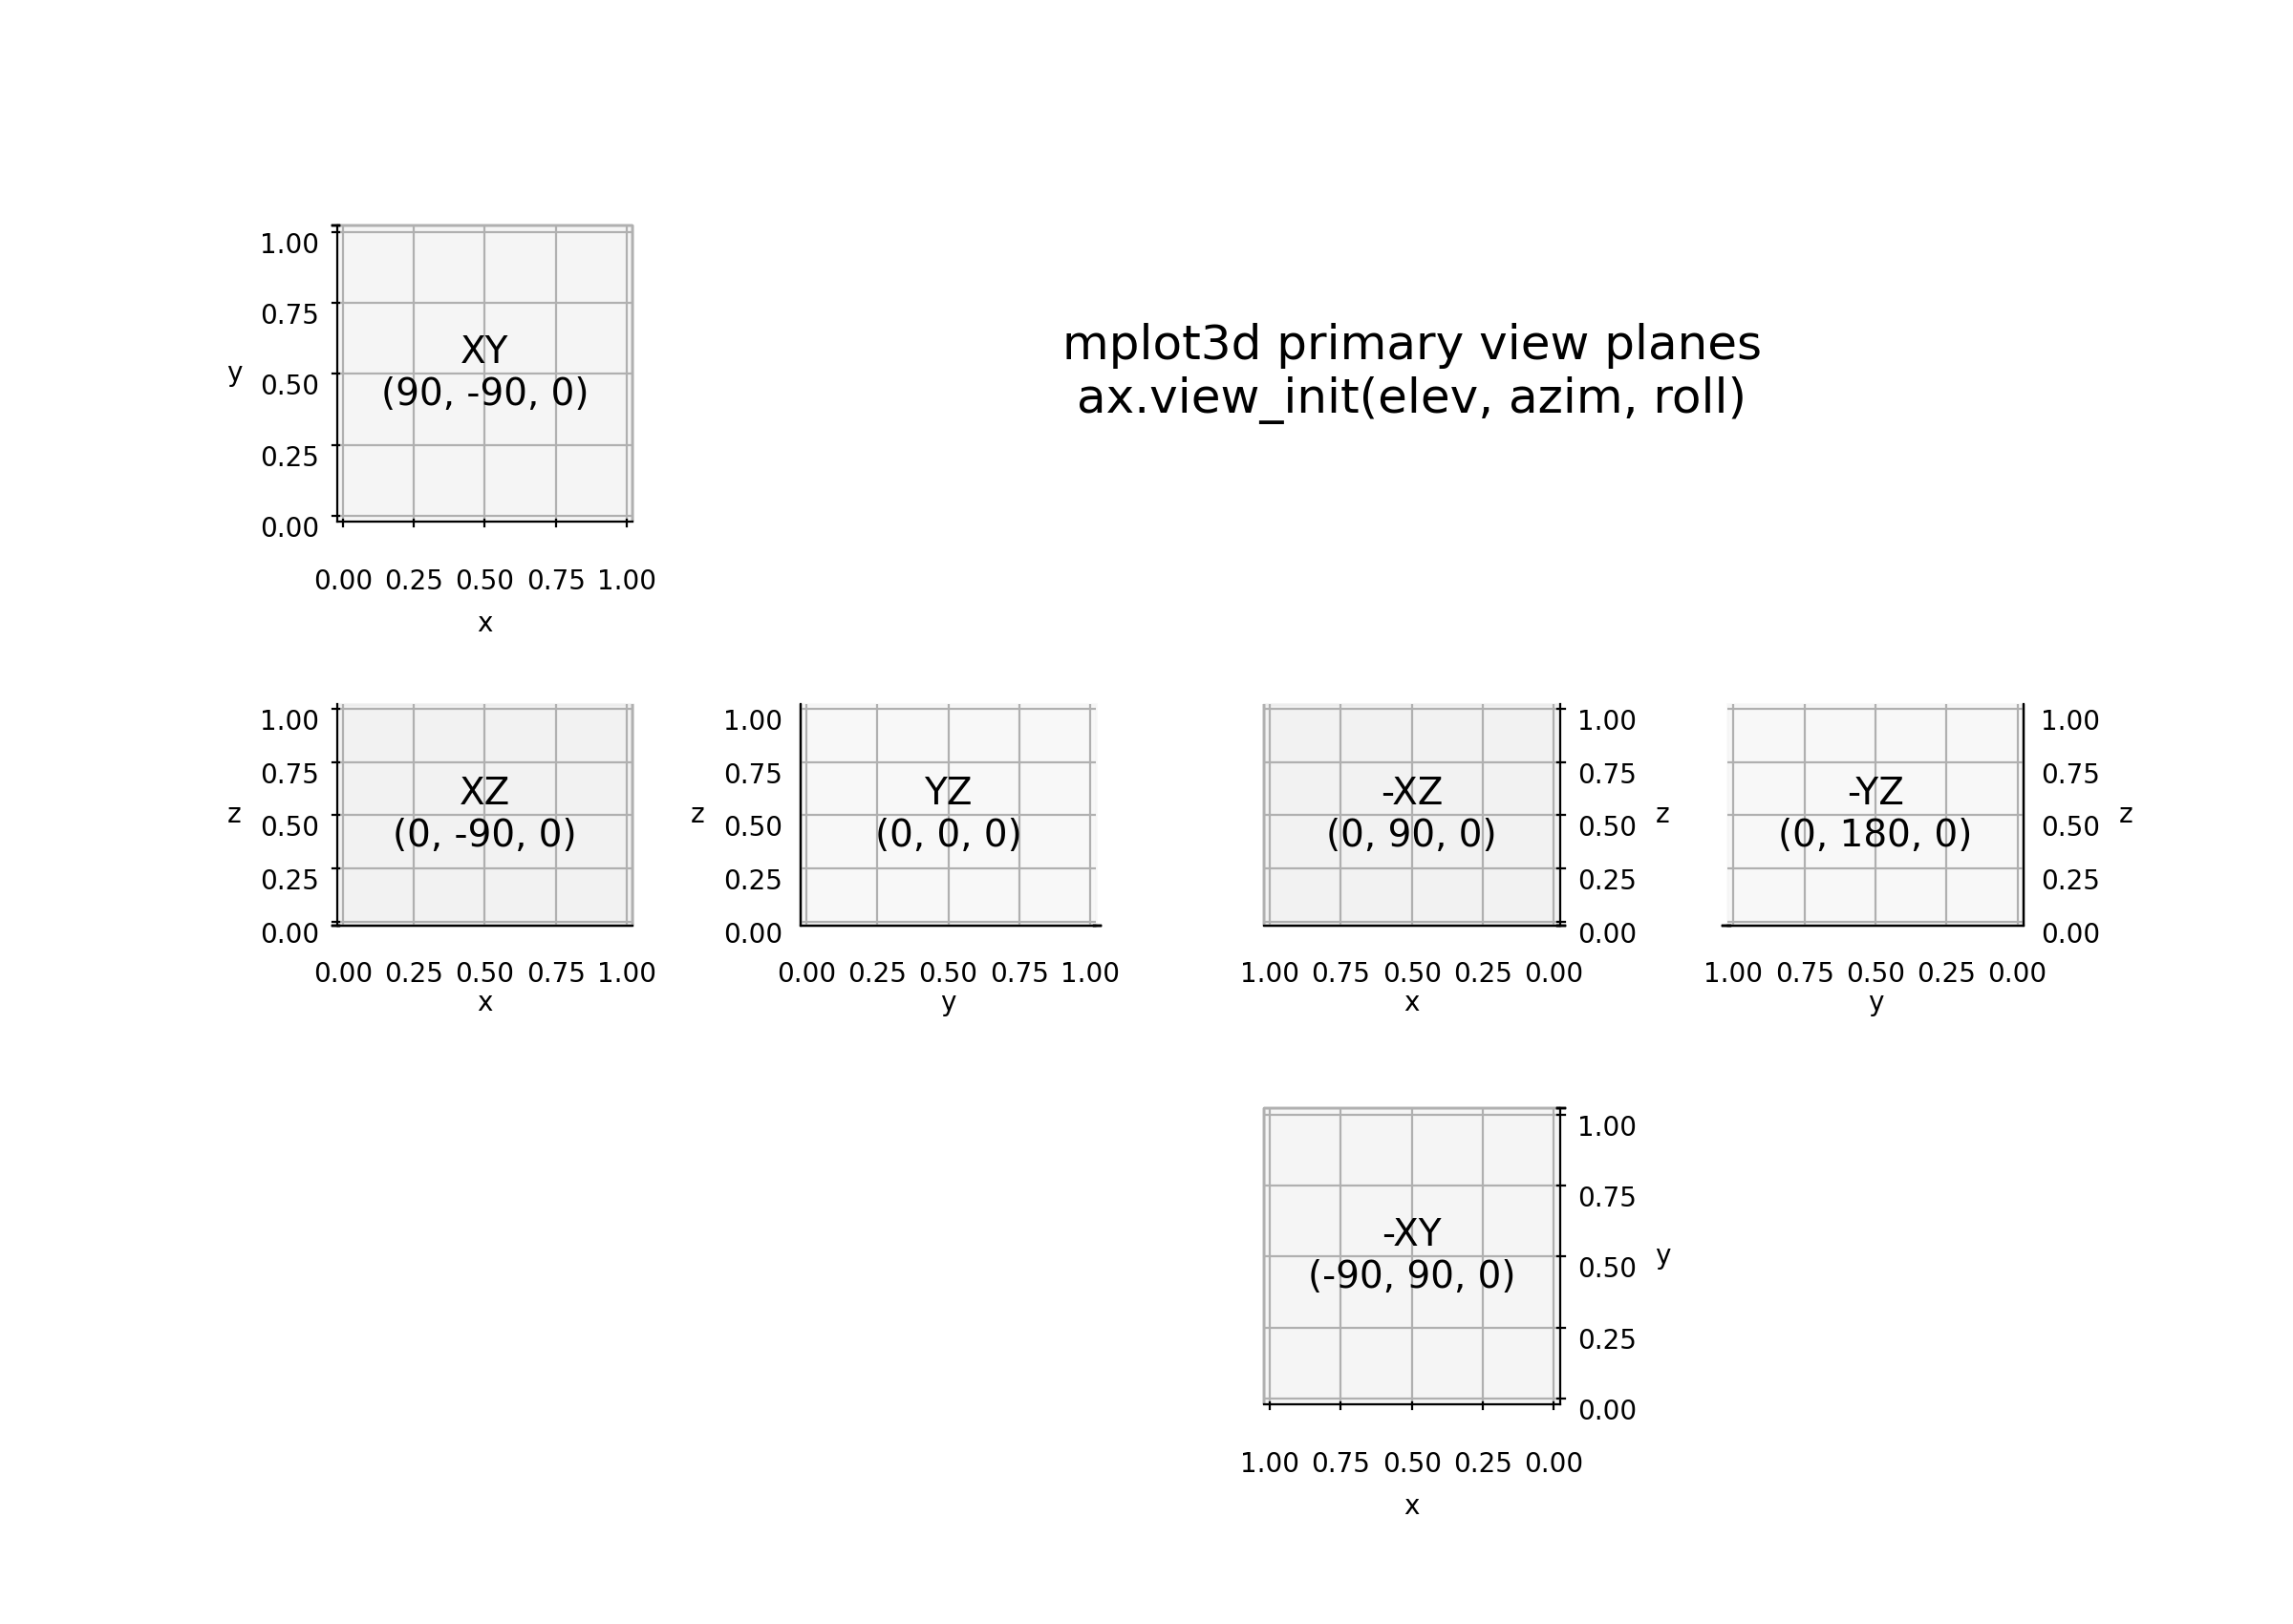 mplot3d primary view planes
ax.view_init(elev, azim, roll)
1.00
0.75
y
0.50
0.25
0.00
XY
(90, -90, 0)
0.00 0.25 0.50 0.75 1.00
x
1.00
0.75
z
0.50
0.25
0.00
XZ
(0, -90, 0)
0.00 0.25 0.50 0.75 1.00
x
1.00
0.75
z
0.50
0.25
0.00
YZ
(0, 0, 0)
0.00 0.25 0.50 0.75 1.00
y
-XZ
(0, 90, 0)
1.00
0.75
z
0.50
0.25
0.00
1.00 0.75 0.50 0.25 0.00
x
-YZ
(0, 180, 0)
1.00
0.75
z
0.50
0.25
0.00
1.00 0.75 0.50 0.25 0.00
y
-XY
(-90, 90, 0)
1.00
0.75
y
0.50
0.25
0.00
1.00 0.75 0.50 0.25 0.00
x